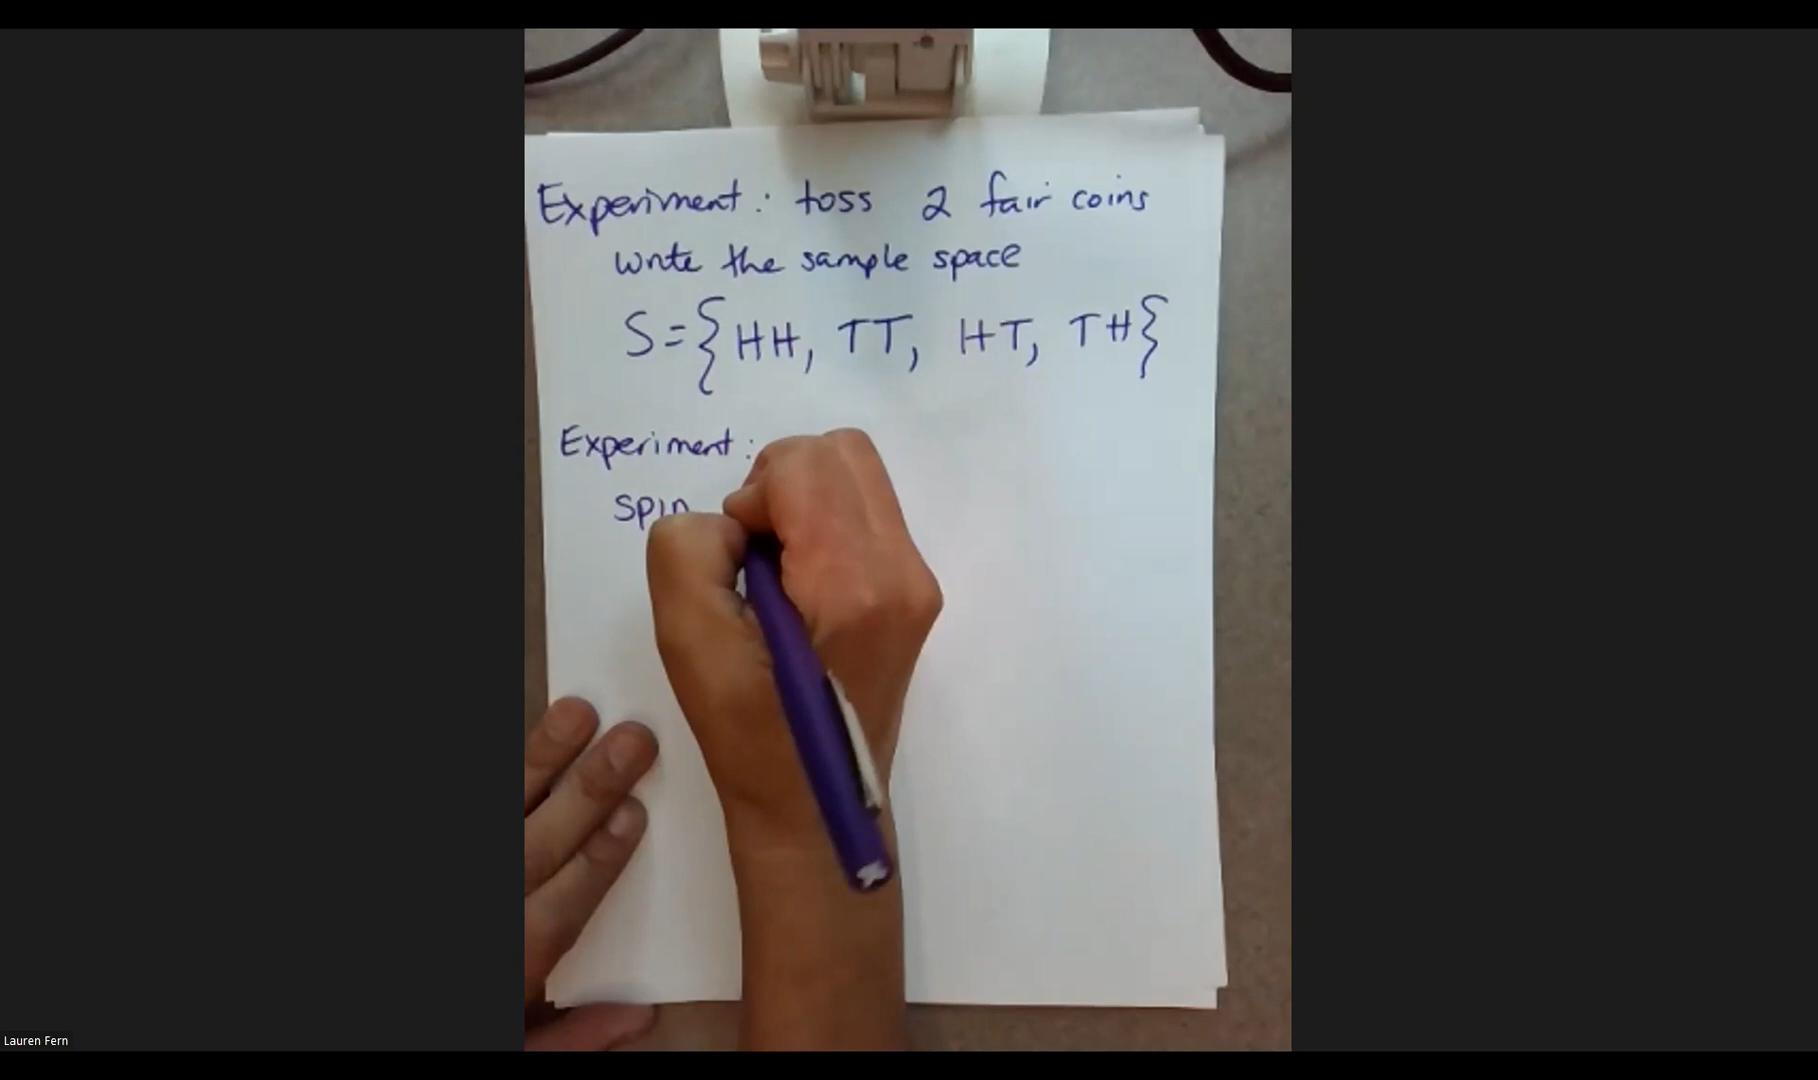 Experiment: toss 2 fair coins
write the sample space
S={HH, TT, HT, TH}
Experiment:
spin
Lauren Fern